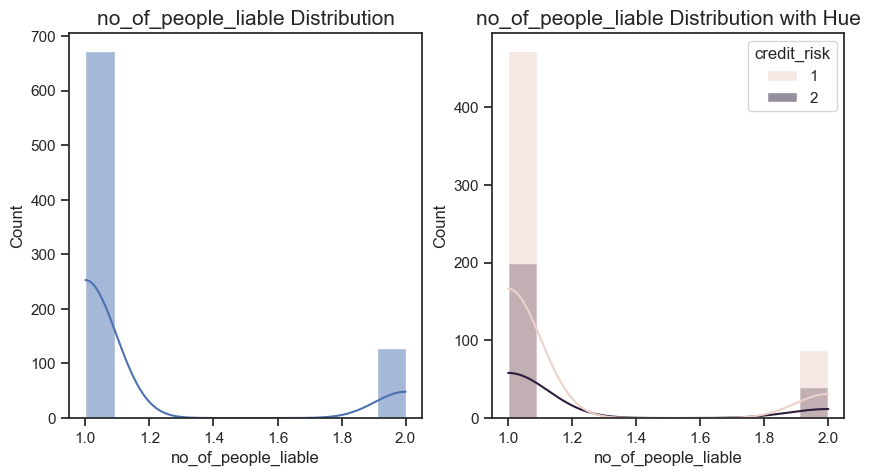 no_of_people_liable Distribution
700
600
500
400
300
200
100
0
Count
1.0 1.2 1.4 1.6 1.8 2.0
no_of_people_liable
no_of_people_liable Distribution with Hue
credit_risk
1
2
400
300
200
100
0
Count
1.0 1.2 1.4 1.6 1.8 2.0
no_of_people_liable